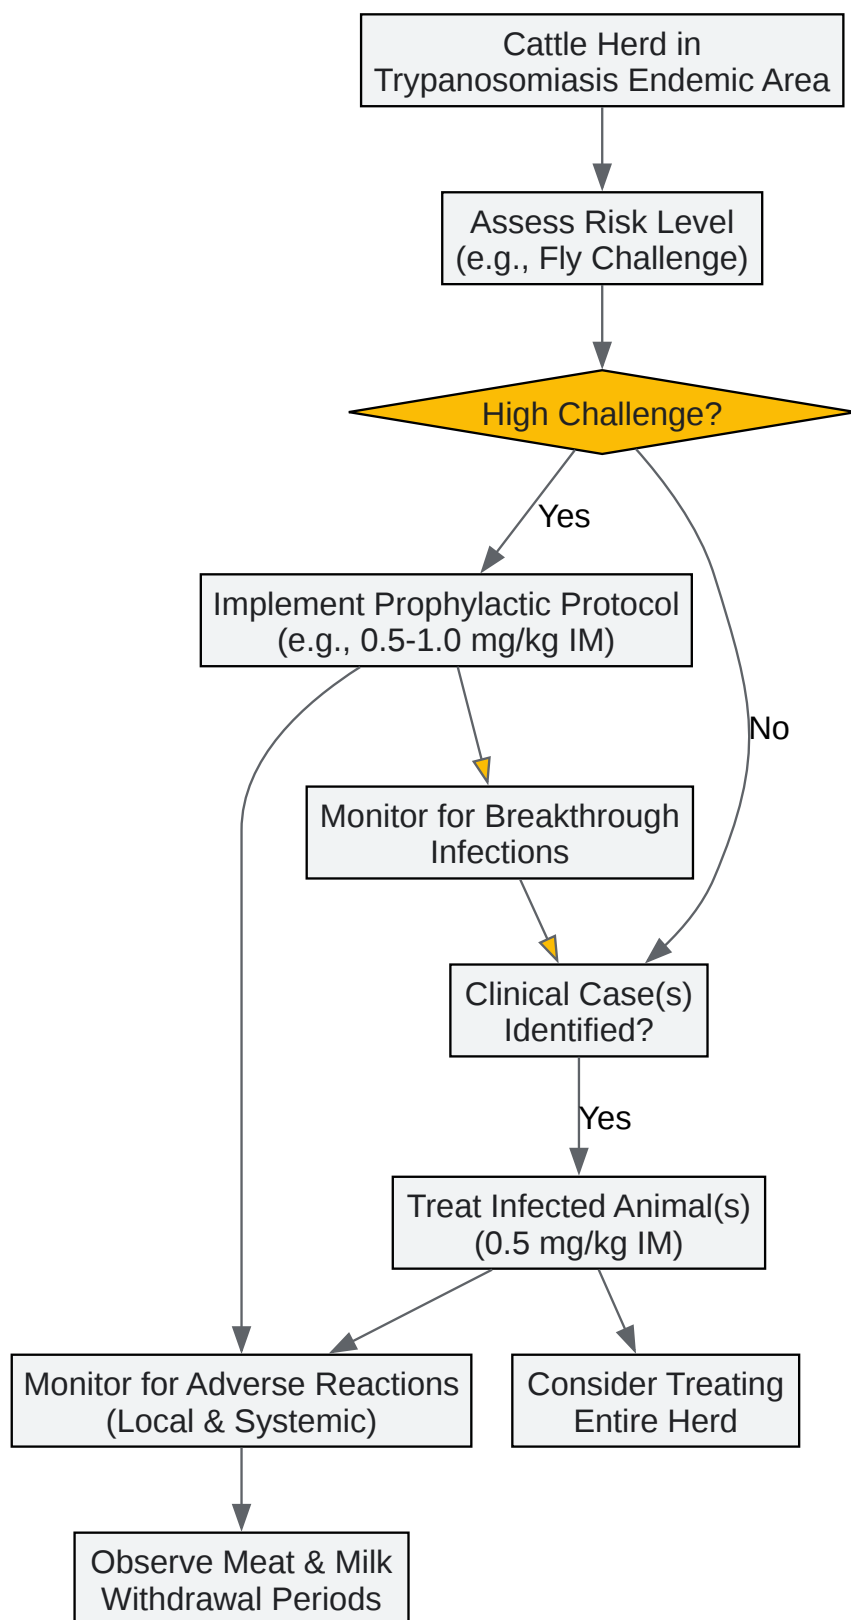 Cattle Herd in
Trypanosomiasis Endemic Area
Assess Risk Level
(e.g., Fly Challenge)
High Challenge?
Yes
Implement Prophylactic Protocol
(e.g., 0.5-1.0 mg/kg IM)
No
Monitor for Breakthrough
Infections
Clinical Case(s)
Identified?
Yes
Treat Infected Animal(s)
(0.5 mg/kg IM)
Monitor for Adverse Reactions
(Local & Systemic)
Consider Treating
Entire Herd
Observe Meat & Milk
Withdrawal Periods